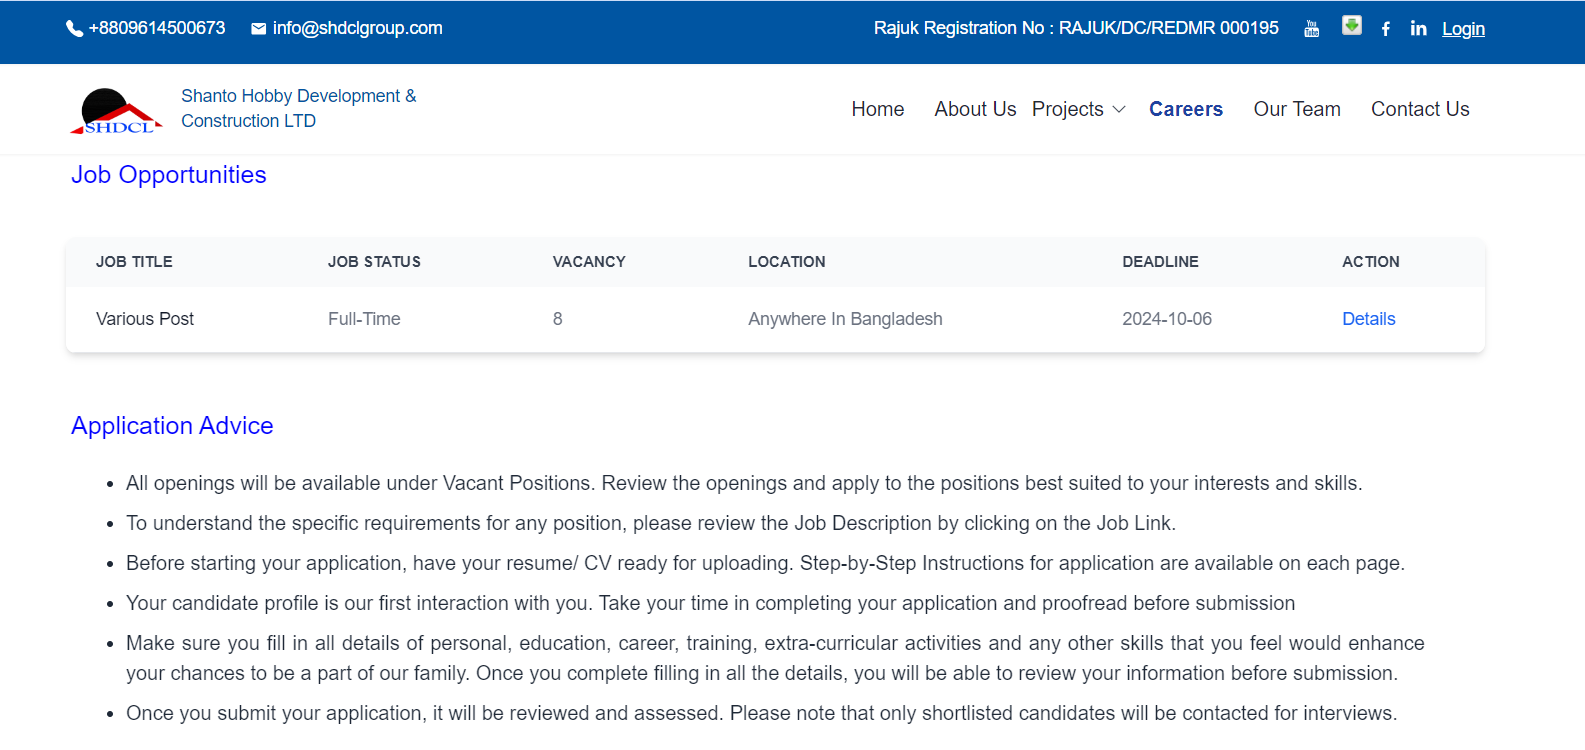 +8809614500673 info@shdclgroup.com Rajuk Registration No : RAJUK/DC/REDMR 000195 You Tube Login
SHDCL
Shanto Hobby Development &
Construction LTD
Home About Us Projects Careers Our Team Contact Us
Job Opportunities
JOB TITLE JOB STATUS VACANCY LOCATION DEADLINE ACTION
Various Post Full-Time 8 Anywhere In Bangladesh 2024-10-06 Details
Application Advice
• All openings will be available under Vacant Positions. Review the openings and apply to the positions best suited to your interests and skills.
• To understand the specific requirements for any position, please review the Job Description by clicking on the Job Link.
• Before starting your application, have your resume/ CV ready for uploading. Step-by-Step Instructions for application are available on each page.
• Your candidate profile is our first interaction with you. Take your time in completing your application and proofread before submission
• Make sure you fill in all details of personal, education, career, training, extra-curricular activities and any other skills that you feel would enhance
your chances to be a part of our family. Once you complete filling in all the details, you will be able to review your information before submission.
• Once you submit your application, it will be reviewed and assessed. Please note that only shortlisted candidates will be contacted for interviews.